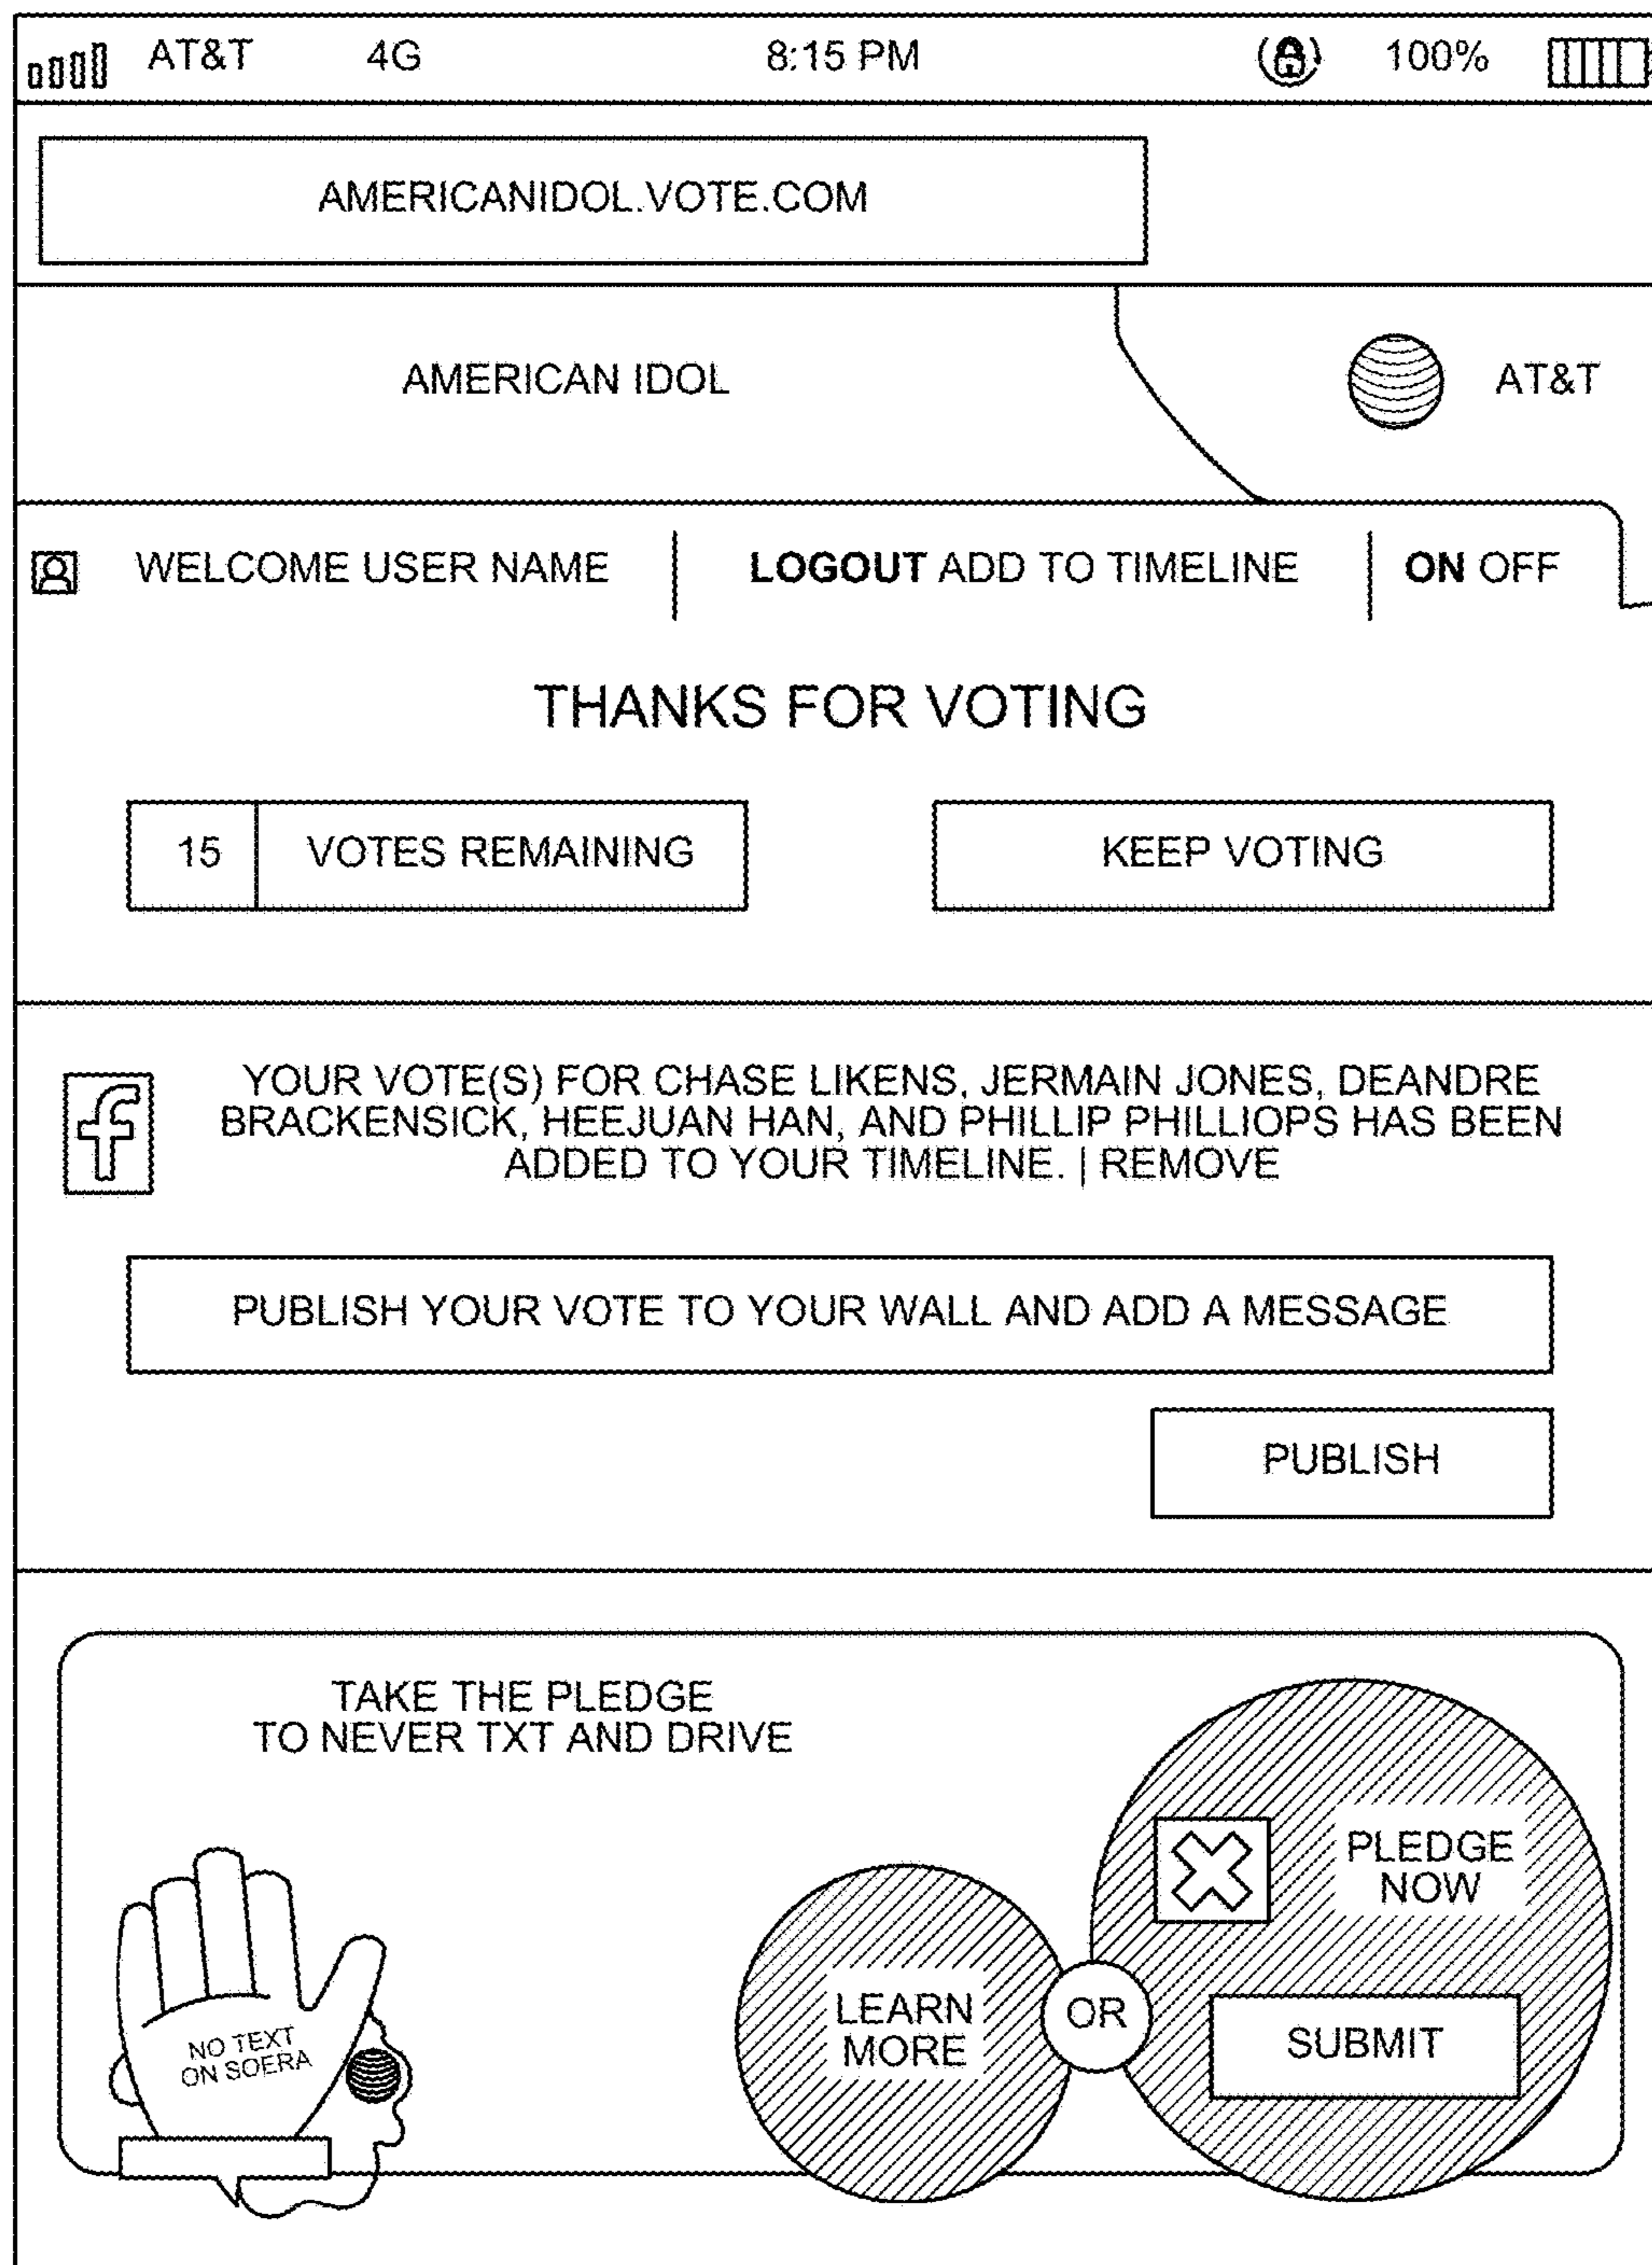 AT&T 4G 8:15 PM 100%
AMERICANIDOL.VOTE.COM
AMERICAN IDOL AT&T
WELCOME USER NAME | LOGOUT ADD TO TIMELINE | ON OFF
THANKS FOR VOTING
15 VOTES REMAINING KEEP VOTING
f
YOUR VOTE(S) FOR CHASE LIKENS, JERMAIN JONES, DEANDRE
BRACKENSICK, HEEJUAN HAN, AND PHILLIP PHILLIOPS HAS BEEN
ADDED TO YOUR TIMELINE. | REMOVE
PUBLISH YOUR VOTE TO YOUR WALL AND ADD A MESSAGE
PUBLISH
TAKE THE PLEDGE
TO NEVER TXT AND DRIVE
NO TEXT
ON SOERA
LEARN
MORE
OR
PLEDGE
NOW
SUBMIT